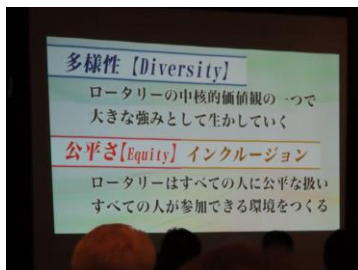 多様性【Diversity】
ロータリーの中核的価値観の一つで
大きな強みとして生かしていく
公平さ【Equity】インクルージョン
ロータリーはすべての人に公平な扱い
すべての人が参加できる環境をつくる